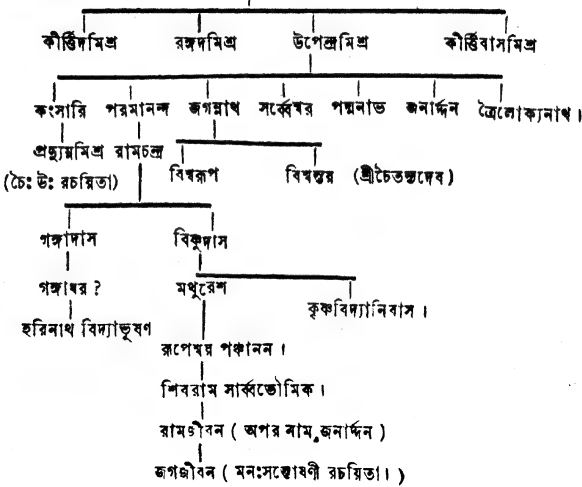 কীর্ত্তিদমিশ্র রঙ্গদমিশ্র উপেন্দ্রমিশ্র কীর্ত্তিবাসমিশ্র
কংসারি পরমানন্দ জগন্নাথ সর্ব্বেশ্বর পদ্মনাভ জনার্দ্দন ত্রৈলোক্যনাথ।
প্রদ্যুম্নমিশ্র রামচন্দ্র
(চৈঃ উঃ রচয়িতা) বিশ্বরূপ বিশ্বম্ভর (শ্রীচৈতন্যদেব)
গঙ্গাদাস বিষ্ণুদাস
গঙ্গাধর ? মথুরেশ
কৃষ্ণবিদ্যানিবাস।
হরিনাথ বিদ্যাভূষণ
রূপেশ্বর পঞ্চানন।
শিবরাম সার্ব্বভৌমিক।
রামজীবন ( অপর নাম জনার্দ্দন )
জগজীবন ( মনঃসন্তোষণী রচয়িতা। )